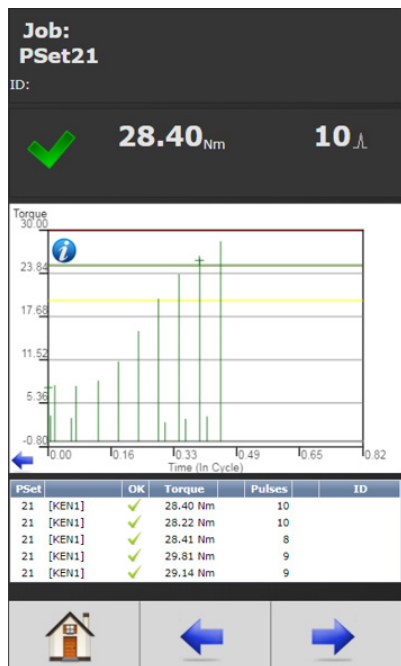 Job:
PSet21
ID:
28.40 Nm 10
Torque
30.00
23.84
17.68
11.52
5.36
-0.80
0.00 0.16 0.33 0.49 0.65 0.82
Time (In Cycle)
PSet OK Torque Pulses ID
21 [KEN1] 28.40 Nm 10
21 [KEN1] 28.22 Nm 10
21 [KEN1] 28.41 Nm 8
21 [KEN1] 29.81 Nm 9
21 [KEN1] 29.14 Nm 9